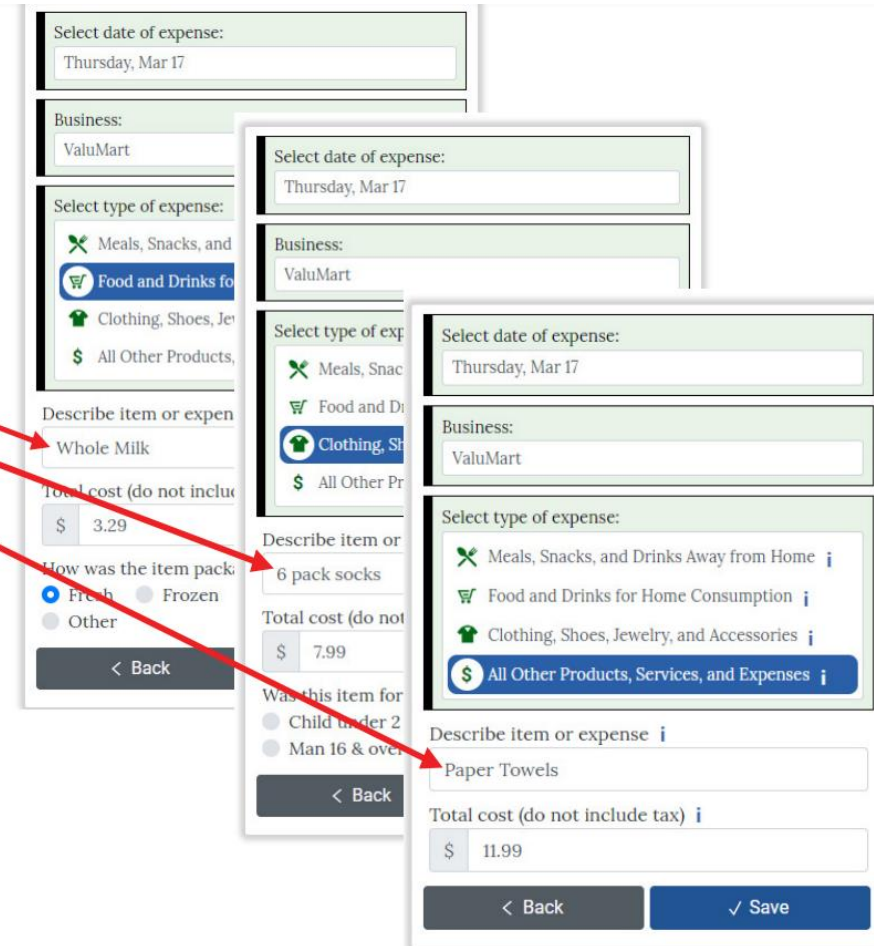 Select date of expense:
Thursday, Mar 17
Business:
ValuMart
Select type of expense:
Meals, Snacks, and
Food and Drinks fo
Clothing, Shoes, Je
All Other Products,
Describe item or expen
Whole Milk
Total cost (do not inclu
$ 3.29
How was the item pack
Fresh Frozen
Other
< Back
Select date of expense:
Thursday, Mar 17
Business:
ValuMart
Select type of exp
Meals, Snac
Food and D
Clothing, Sh
$ All Other Pr
Describe item or
6 pack socks
Total cost (do not
$ 7.99
Was this item for
Child under 2
Man 16 & over
< Back
Select date of expense:
Thursday, Mar 17
Business:
ValuMart
Select type of expense:
Meals, Snacks, and Drinks Away from Home i
Food and Drinks for Home Consumption i
Clothing, Shoes, Jewelry, and Accessories i
$ All Other Products, Services, and Expenses i
Describe item or expense i
Paper Towels
Total cost (do not include tax) i
$ 11.99
< Back ✓ Save